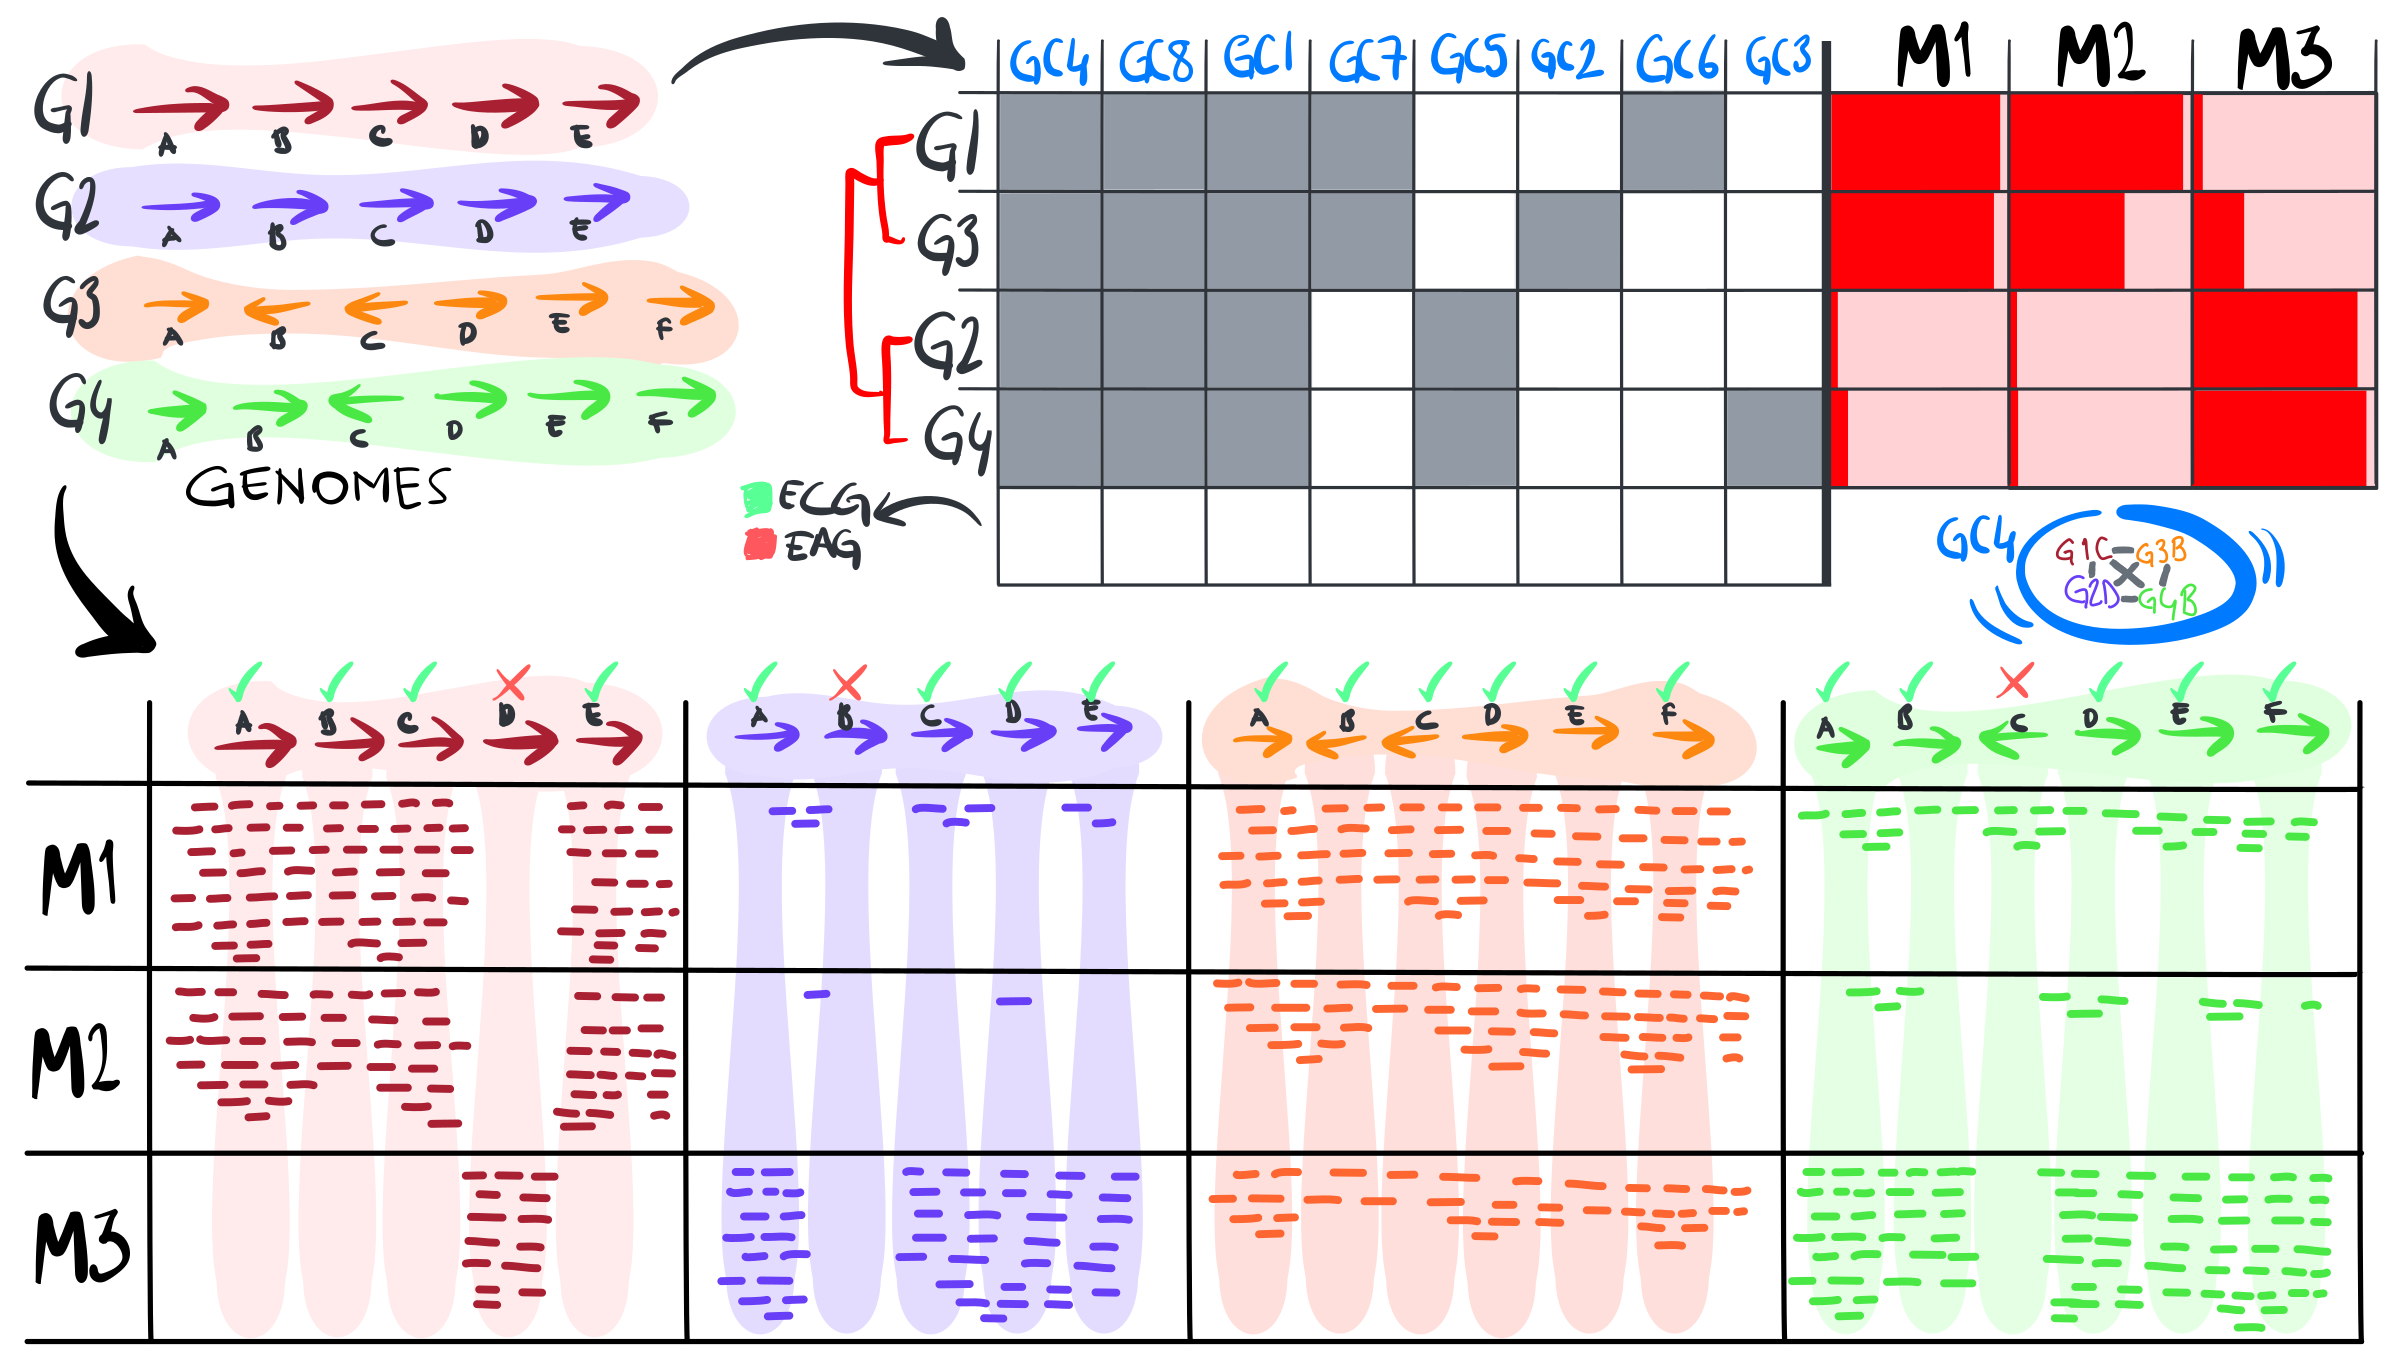 G1 A B C D E
G2 A B C D E
G3 A B C D E F
G4 A B C D E F
GENOMES
GC4 GC8 GC1 GC7 GC5 GC2 GC6 GC3 M1 M2 M3
G1
G3
G2
G4
ECG
EAG
GC4
G1C G3B
G2D G4B
A B C D E A B C D E A B C D E F A B C D E F
M1
M2
M3